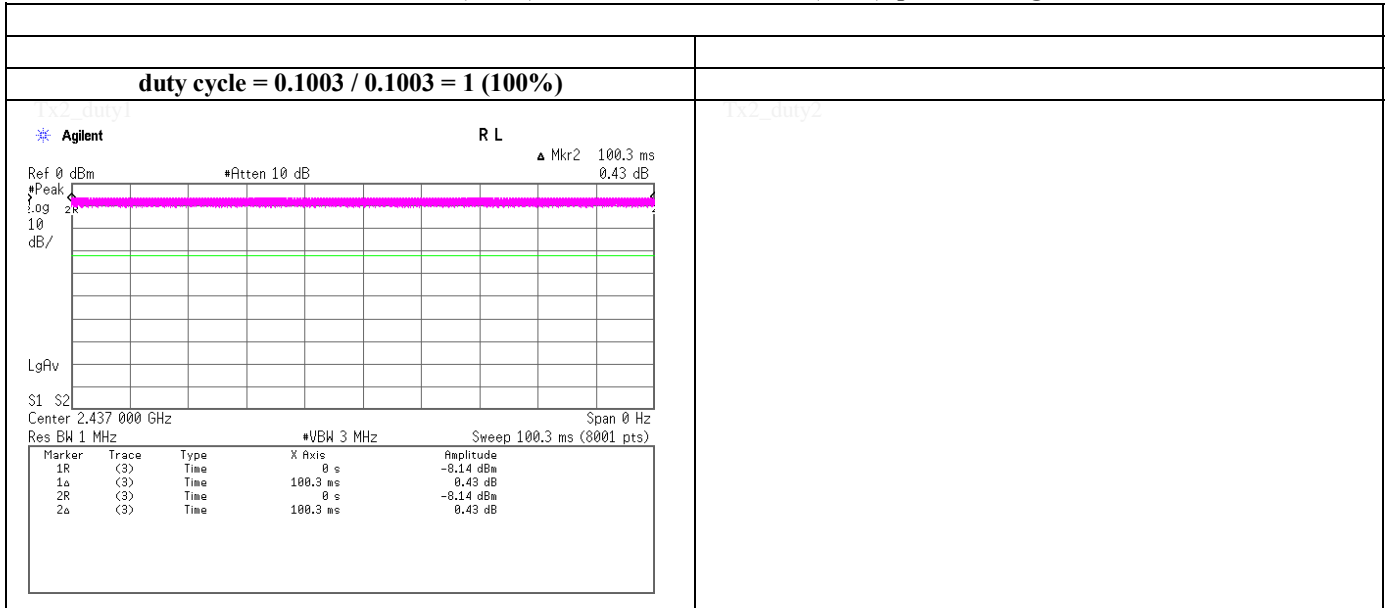 duty cycle = 0.1003 / 0.1003 = 1 (100%)
Tx2_duty1
Tx2_duty2
Agilent
R L
Δ Mkr2 100.3 ms
Ref 0 dBm #Atten 10 dB 0.43 dB
#Peak
Log
10
dB/
2R
LgAv
S1 S2
Center 2.437 000 GHz Span 0 Hz
Res BW 1 MHz #VBW 3 MHz Sweep 100.3 ms (8001 pts)
Marker Trace Type X Axis Amplitude
1R (3) Time 0 s -8.14 dBm
1Δ (3) Time 100.3 ms 0.43 dB
2R (3) Time 0 s -8.14 dBm
2Δ (3) Time 100.3 ms 0.43 dB